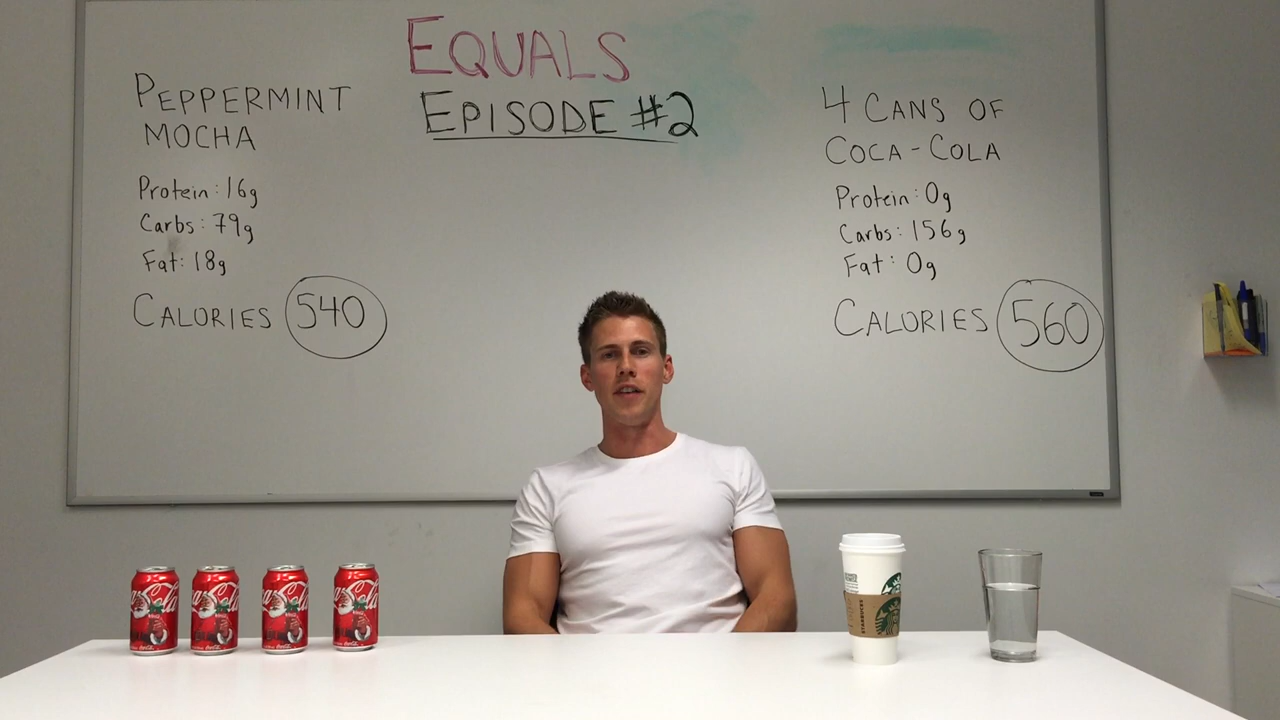 EQUALS
EPISODE #2
PEPPERMINT
MOCHA
Protein: 16g
Carbs: 79g
Fat: 18g
CALORIES 540
4 CANS OF
COCA-COLA
Protein: 0g
Carbs: 156g
Fat: 0g
CALORIES 560
STARBUCKS